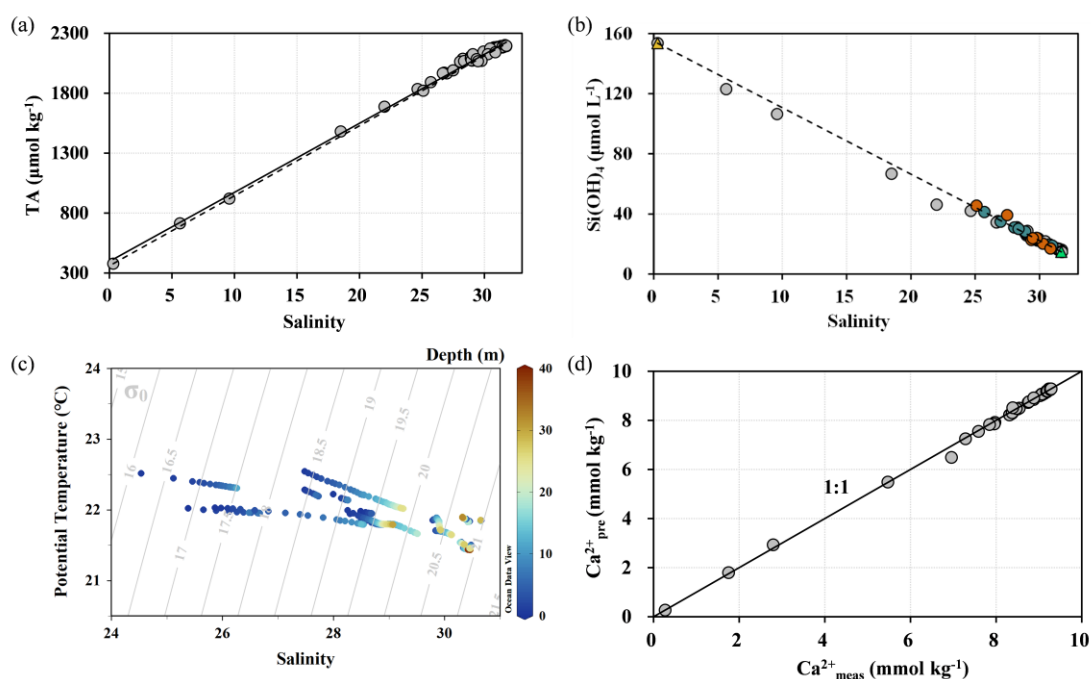 (a)
2300
1800
1300
800
300
TA (μmol kg⁻¹)
0 5 10 15 20 25 30
Salinity
(b)
160
120
80
40
0
Si(OH)₄ (μmol L⁻¹)
0 5 10 15 20 25 30
Salinity
(c)
Depth (m)
24
23
22
21
Potential Temperature (°C)
σ₀
16
16.5
17
17.5
18
18.5
19
19.5
20
20.5
21
21.5
40
30
20
10
0
Ocean Data View
24 26 28 30
Salinity
(d)
10
8
6
4
2
0
Ca²⁺pre (mmol kg⁻¹)
1:1
0 2 4 6 8 10
Ca²⁺meas (mmol kg⁻¹)